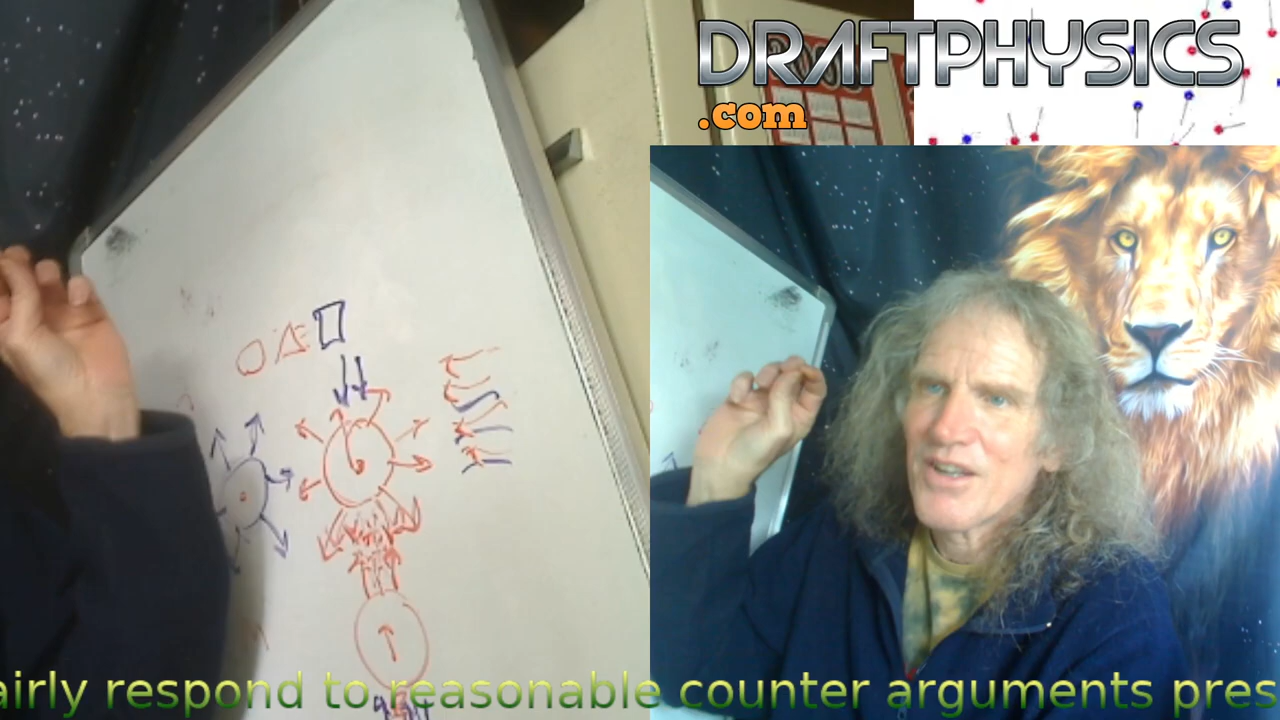 DRAFTPHYSICS
.com
airly respond to reasonable counter arguments pres